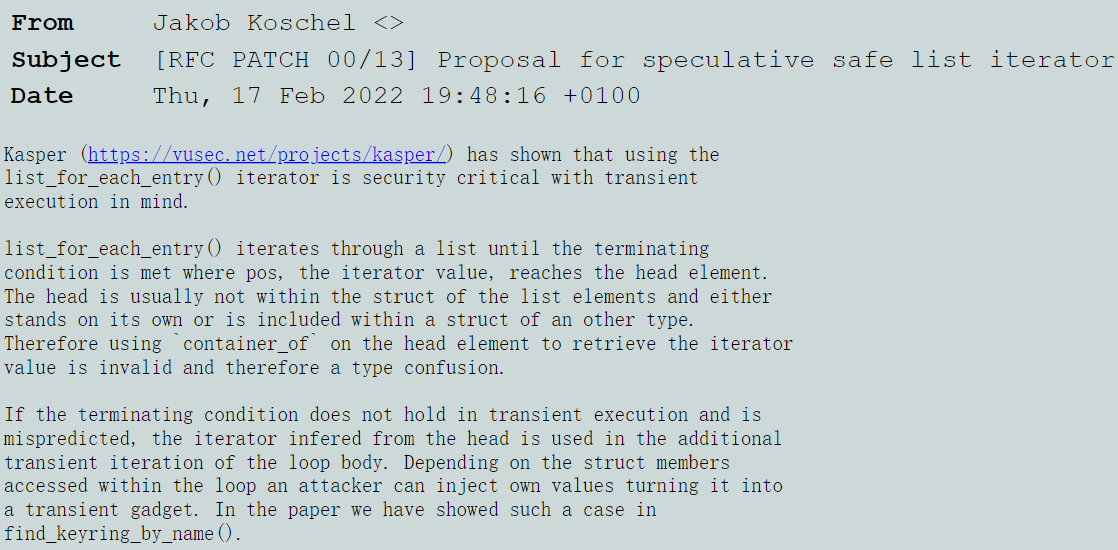 From Jakob Koschel <>
Subject [RFC PATCH 00/13] Proposal for speculative safe list iterator
Date Thu, 17 Feb 2022 19:48:16 +0100
Kasper (https://vusec.net/projects/kasper/) has shown that using the
list_for_each_entry() iterator is security critical with transient
execution in mind.
list_for_each_entry() iterates through a list until the terminating
condition is met where pos, the iterator value, reaches the head element.
The head is usually not within the struct of the list elements and either
stands on its own or is included within a struct of an other type.
Therefore using `container_of` on the head element to retrieve the iterator
value is invalid and therefore a type confusion.
If the terminating condition does not hold in transient execution and is
mispredicted, the iterator infered from the head is used in the additional
transient iteration of the loop body. Depending on the struct members
accessed within the loop an attacker can inject own values turning it into
a transient gadget. In the paper we have showed such a case in
find_keyring_by_name().